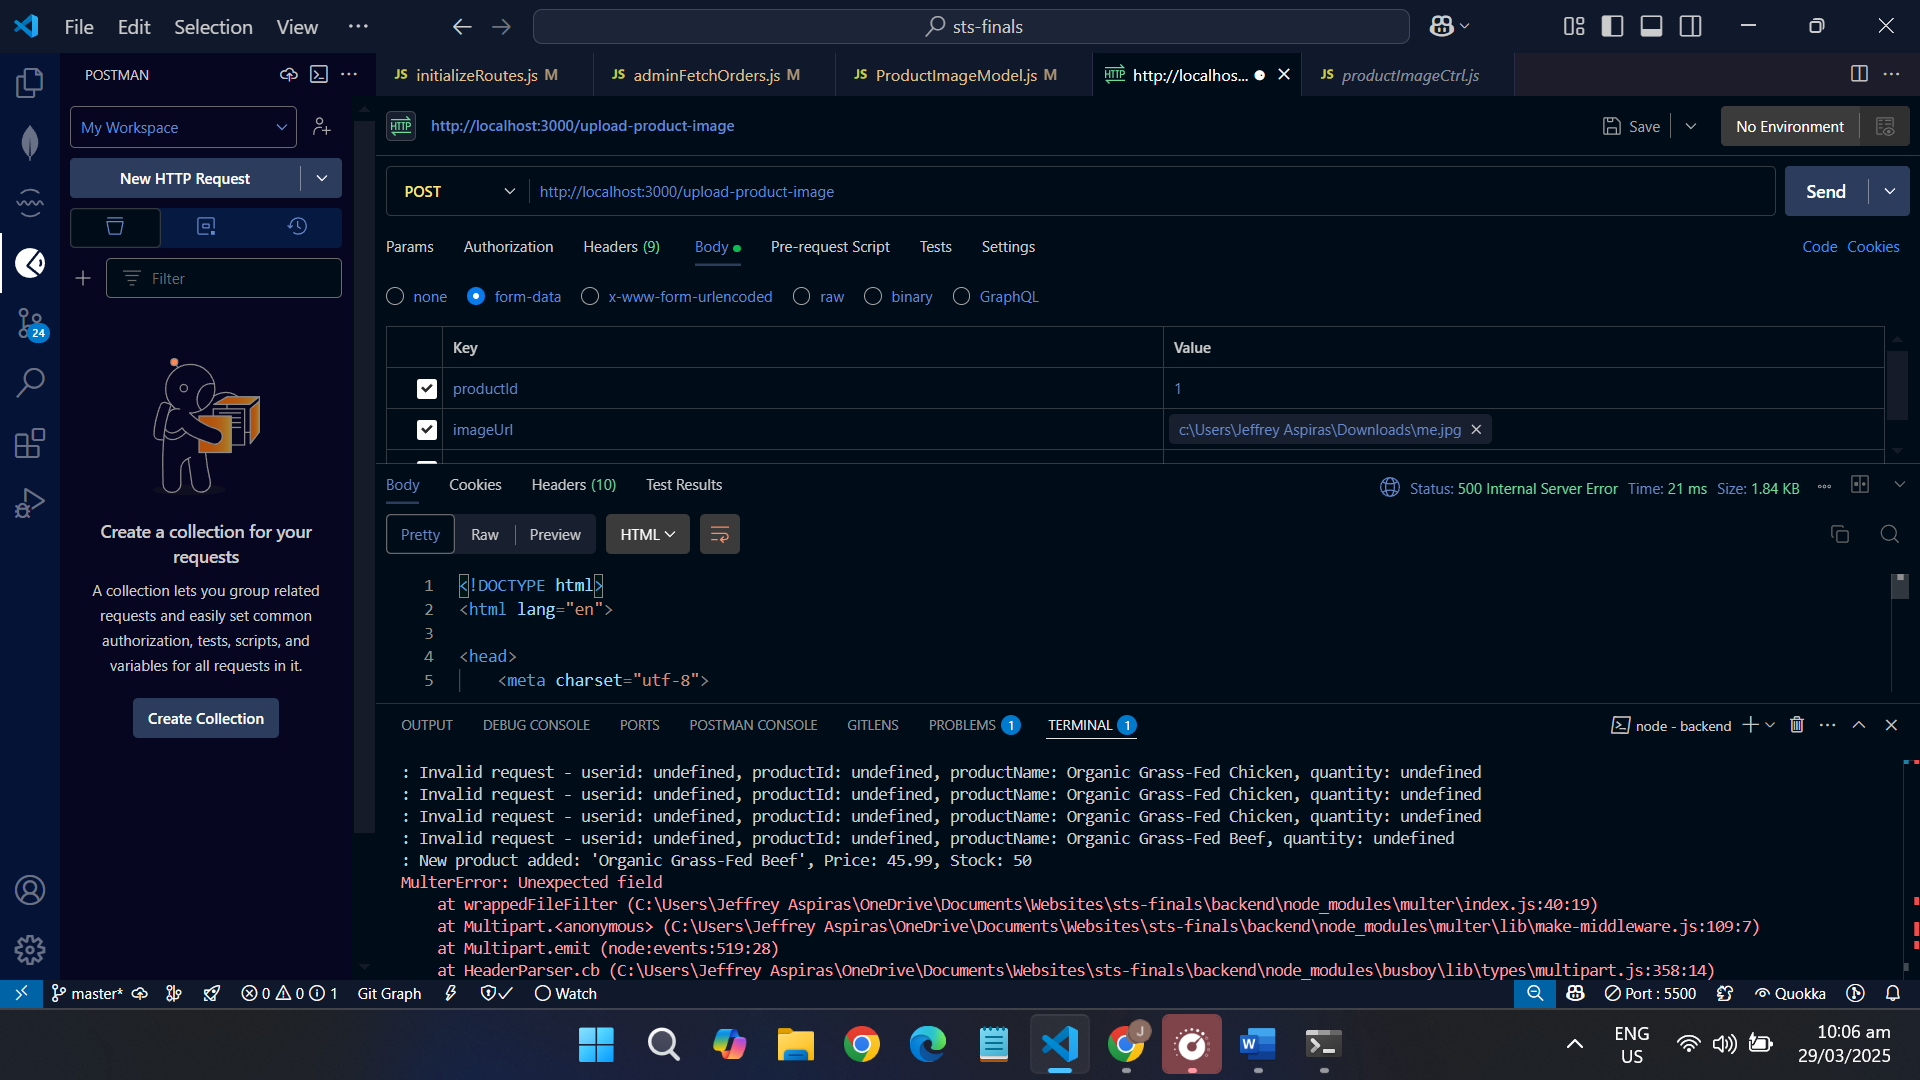 File Edit Selection View ··· sts-finals
POSTMAN
JS initializeRoutes.js M
JS adminFetchOrders.js M
JS ProductImageModel.js M
HTTP http://localhos...
JS productImageCtrl.js
My Workspace
HTTP http://localhost:3000/upload-product-image
Save
No Environment
New HTTP Request
POST http://localhost:3000/upload-product-image Send
Params Authorization Headers (9) Body Pre-request Script Tests Settings Code Cookies
Filter
none form-data x-www-form-urlencoded raw binary GraphQL
Key Value
productId 1
imageUrl c:\Users\Jeffrey Aspiras\Downloads\me.jpg
24
Body Cookies Headers (10) Test Results
Status: 500 Internal Server Error Time: 21 ms Size: 1.84 KB
Pretty Raw Preview HTML
Create a collection for your
requests
A collection lets you group related
requests and easily set common
authorization, tests, scripts, and
variables for all requests in it.
Create Collection
1 <!DOCTYPE html>
2 <html lang="en">
3
4 <head>
5 <meta charset="utf-8">
OUTPUT DEBUG CONSOLE PORTS POSTMAN CONSOLE GITLENS PROBLEMS 1 TERMINAL 1 node - backend
: Invalid request - userid: undefined, productId: undefined, productName: Organic Grass-Fed Chicken, quantity: undefined
: Invalid request - userid: undefined, productId: undefined, productName: Organic Grass-Fed Chicken, quantity: undefined
: Invalid request - userid: undefined, productId: undefined, productName: Organic Grass-Fed Chicken, quantity: undefined
: Invalid request - userid: undefined, productId: undefined, productName: Organic Grass-Fed Beef, quantity: undefined
: New product added: 'Organic Grass-Fed Beef', Price: 45.99, Stock: 50
MulterError: Unexpected field
at wrappedFileFilter (C:\Users\Jeffrey Aspiras\OneDrive\Documents\Websites\sts-finals\backend\node_modules\multer\index.js:40:19)
at Multipart.<anonymous> (C:\Users\Jeffrey Aspiras\OneDrive\Documents\Websites\sts-finals\backend\node_modules\multer\lib\make-middleware.js:109:7)
at Multipart.emit (node:events:519:28)
at HeaderParser.cb (C:\Users\Jeffrey Aspiras\OneDrive\Documents\Websites\sts-finals\backend\node_modules\busboy\lib\types\multipart.js:358:14)
master* 0 0 1 Git Graph Watch Port : 5500 Quokka
J
W
ENG
US
10:06 am
29/03/2025